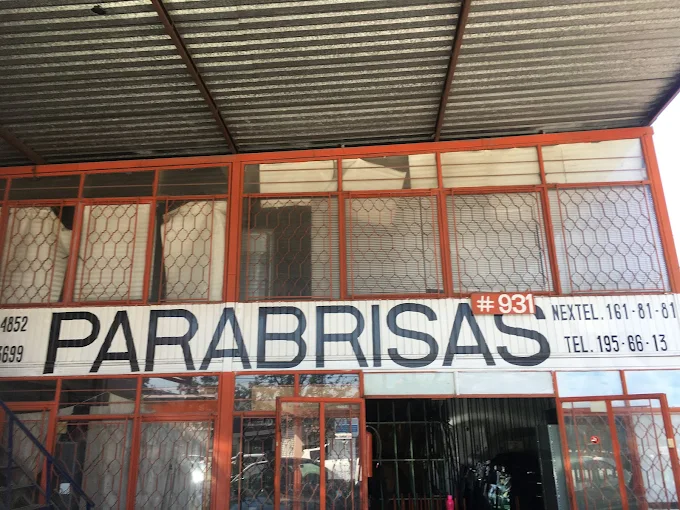 4852
3699
PARABRISAS
#931
NEXTEL. 161-81-81
TEL. 195-66-13